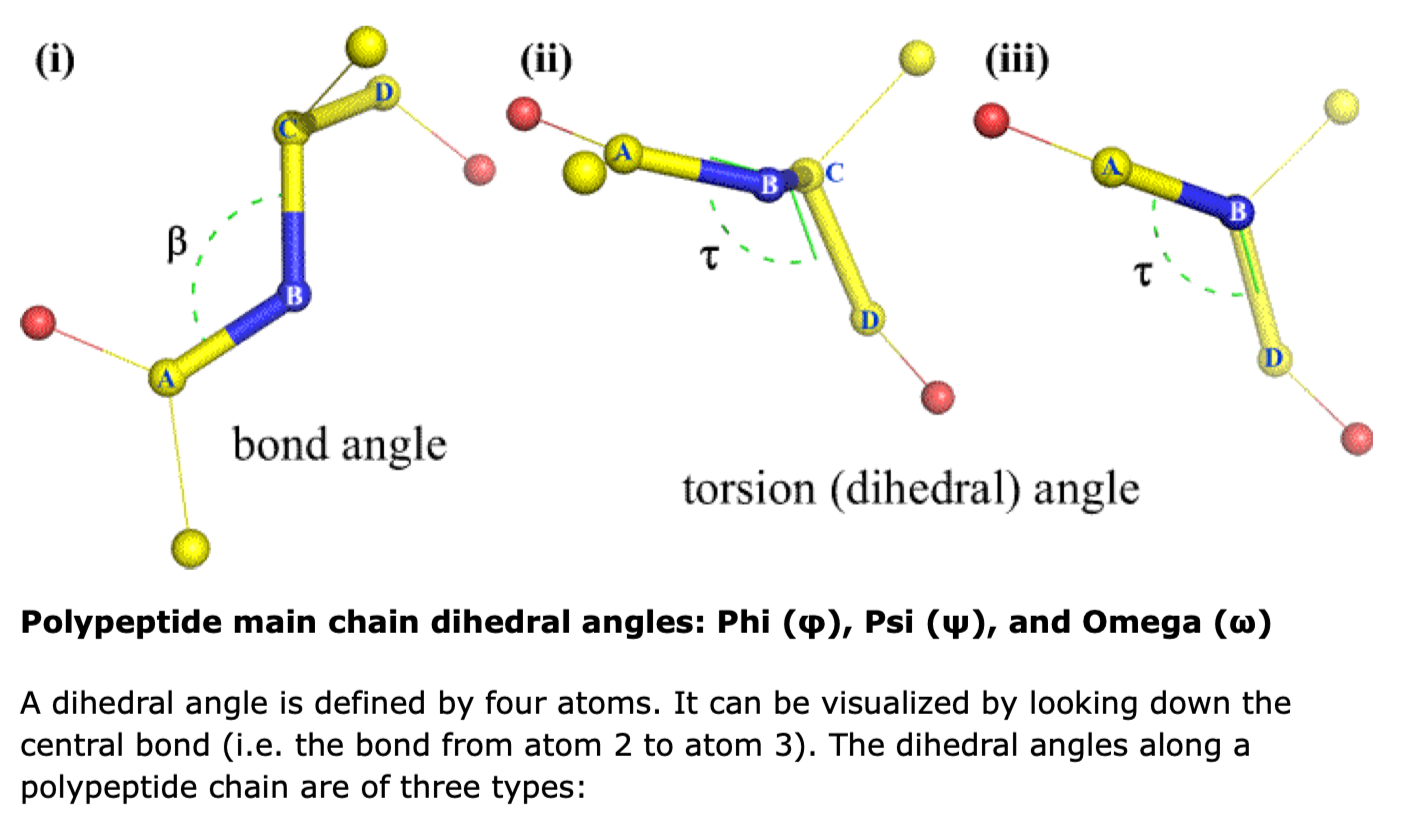 (i)
(ii)
(iii)
D
C
β
B
A
A
B
C
τ
D
A
B
τ
D
bond angle
torsion (dihedral) angle
Polypeptide main chain dihedral angles: Phi (φ), Psi (ψ), and Omega (ω)
A dihedral angle is defined by four atoms. It can be visualized by looking down the
central bond (i.e. the bond from atom 2 to atom 3). The dihedral angles along a
polypeptide chain are of three types: